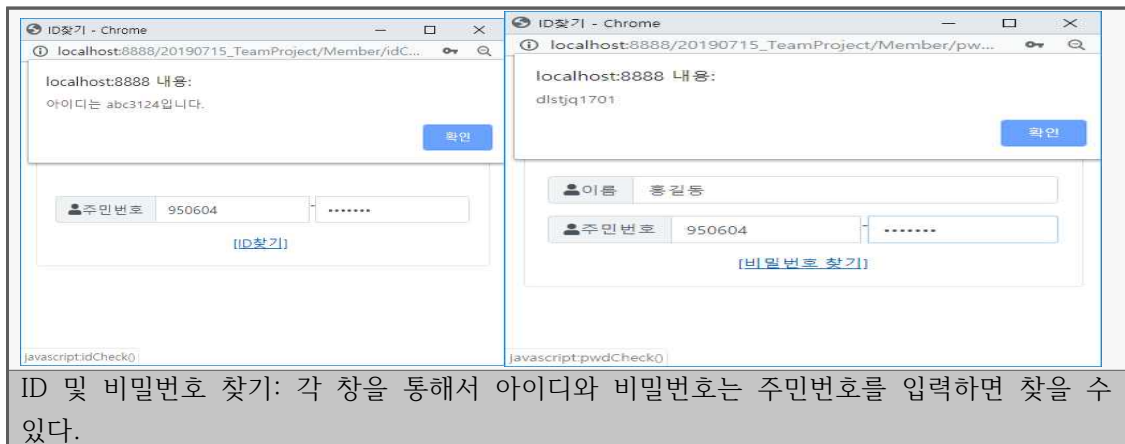 ID찾기 - Chrome
localhost:8888/20190715_TeamProject/Member/idC...
localhost:8888 내용:
아이디는 abc3124입니다.
확인
주민번호 950604 - •••••••
[ID찾기]
javascript:idCheck()
ID찾기 - Chrome
localhost:8888/20190715_TeamProject/Member/pw...
localhost:8888 내용:
dlstjq1701
확인
이름 홍길동
주민번호 950604 - •••••••
[비밀번호 찾기]
javascript:pwdCheck()
ID 및 비밀번호 찾기: 각 창을 통해서 아이디와 비밀번호는 주민번호를 입력하면 찾을 수
있다.